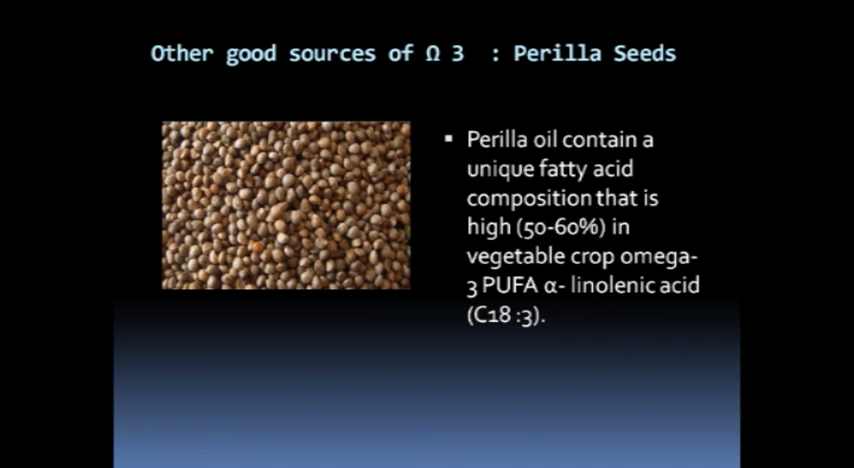 Other good sources of Ω 3 : Perilla Seeds
▪ Perilla oil contain a
unique fatty acid
composition that is
high (50-60%) in
vegetable crop omega-
3 PUFA α- linolenic acid
(C18 :3).